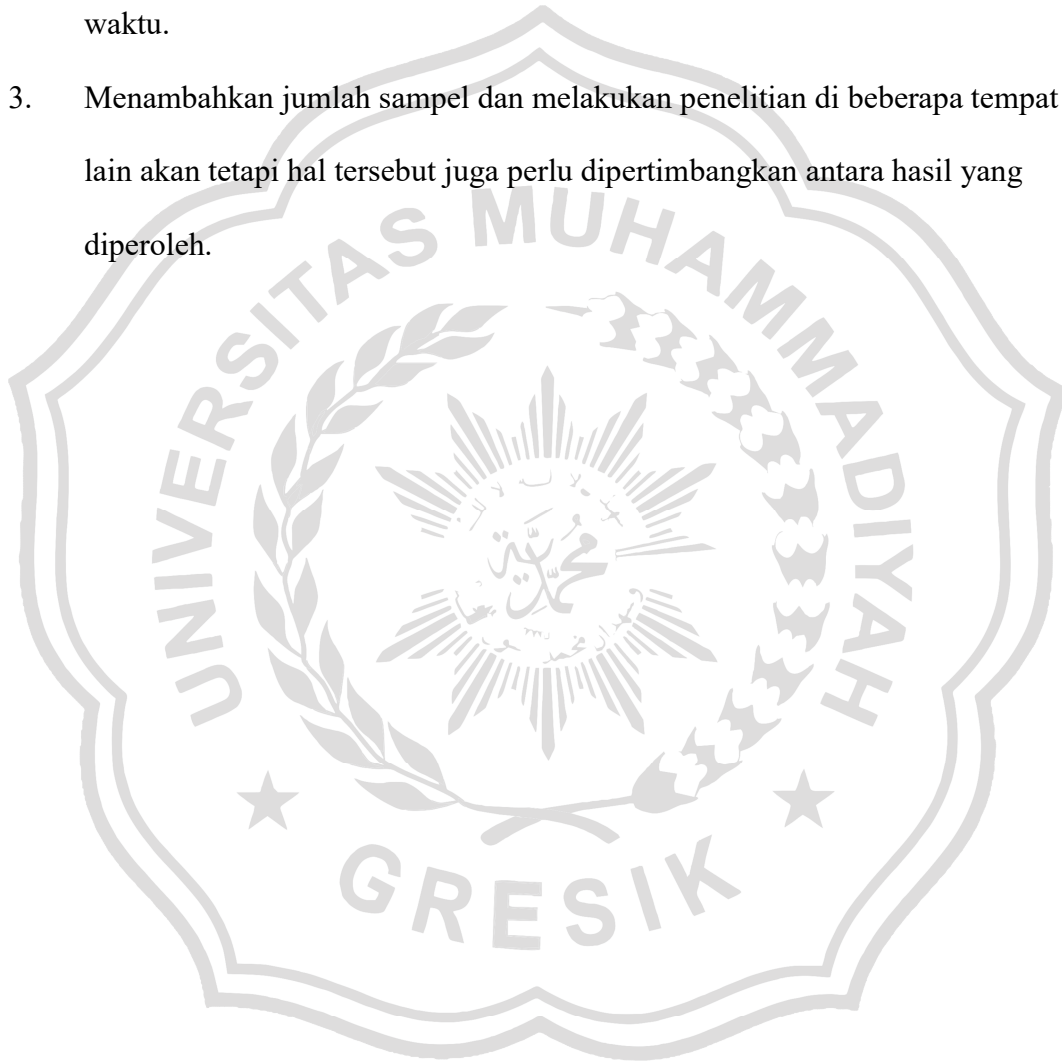 waktu.
3. Menambahkan jumlah sampel dan melakukan penelitian di beberapa tempat
lain akan tetapi hal tersebut juga perlu dipertimbangkan antara hasil yang
diperoleh.
UNIVERSITAS MUHAMMADIYAH
محمدية
GRESIK